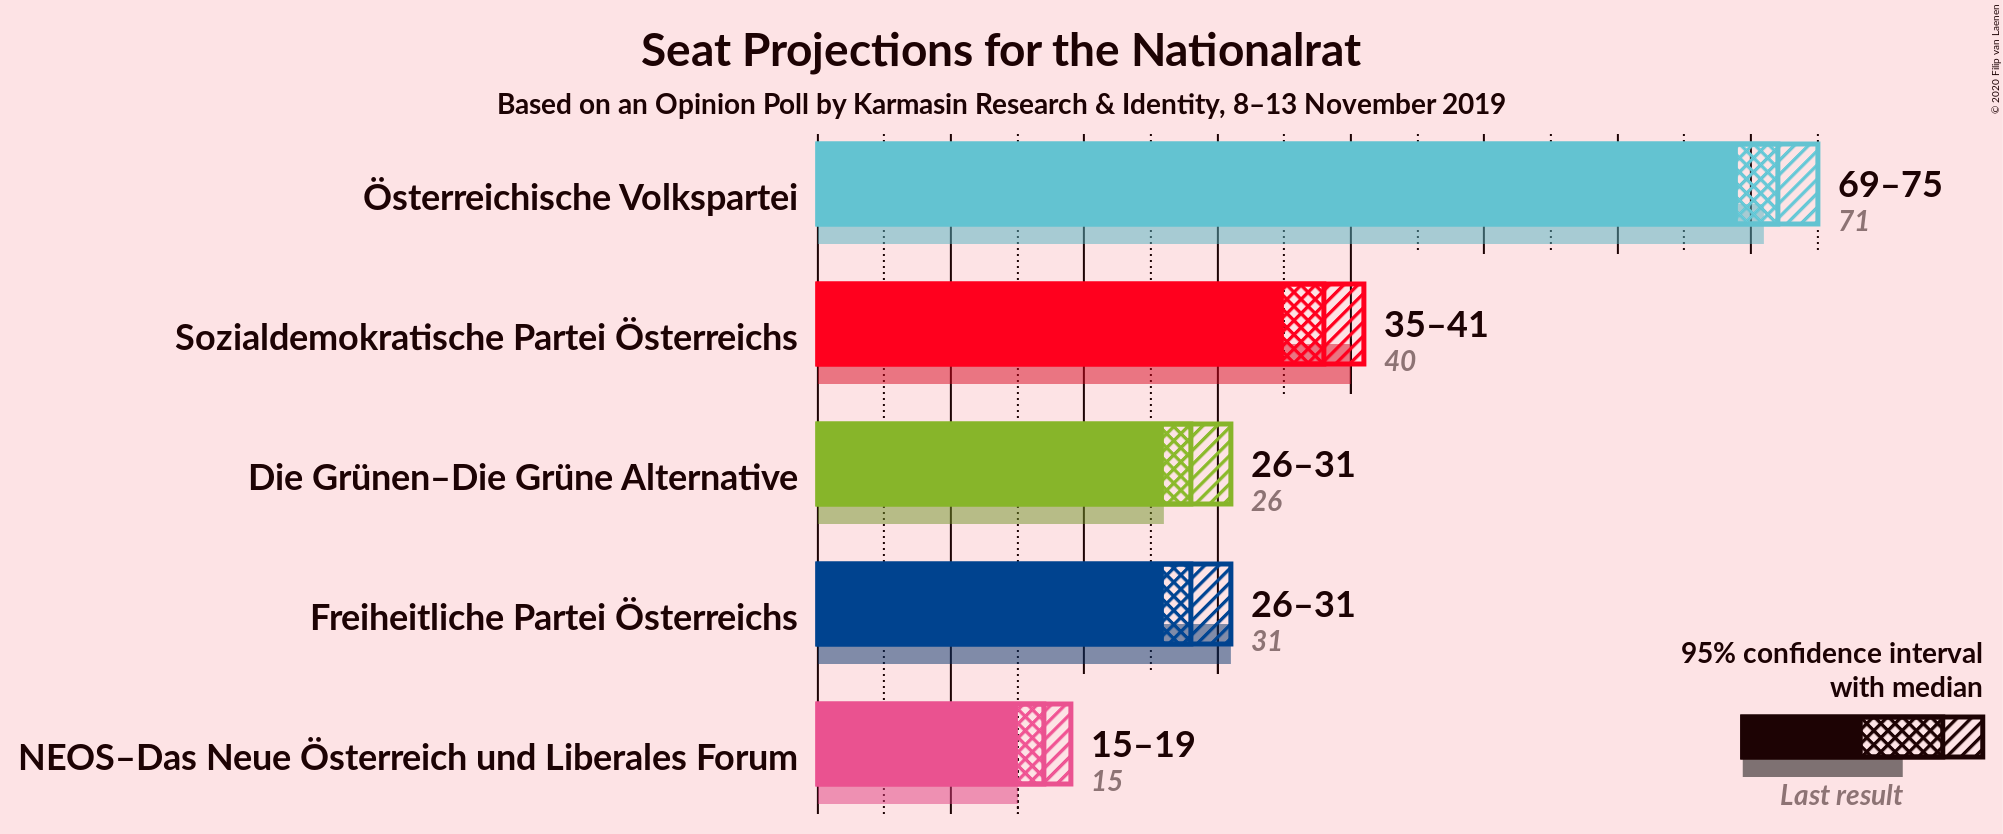 Seat Projections for the Nationalrat
Based on an Opinion Poll by Karmasin Research & Identity, 8–13 November 2019
© 2020 Filip van Laenen
Österreichische Volkspartei
69–75
71
Sozialdemokratische Partei Österreichs
35–41
40
Die Grünen–Die Grüne Alternative
26–31
26
Freiheitliche Partei Österreichs
26–31
31
NEOS–Das Neue Österreich und Liberales Forum
15–19
15
95% confidence interval
with median
Last result